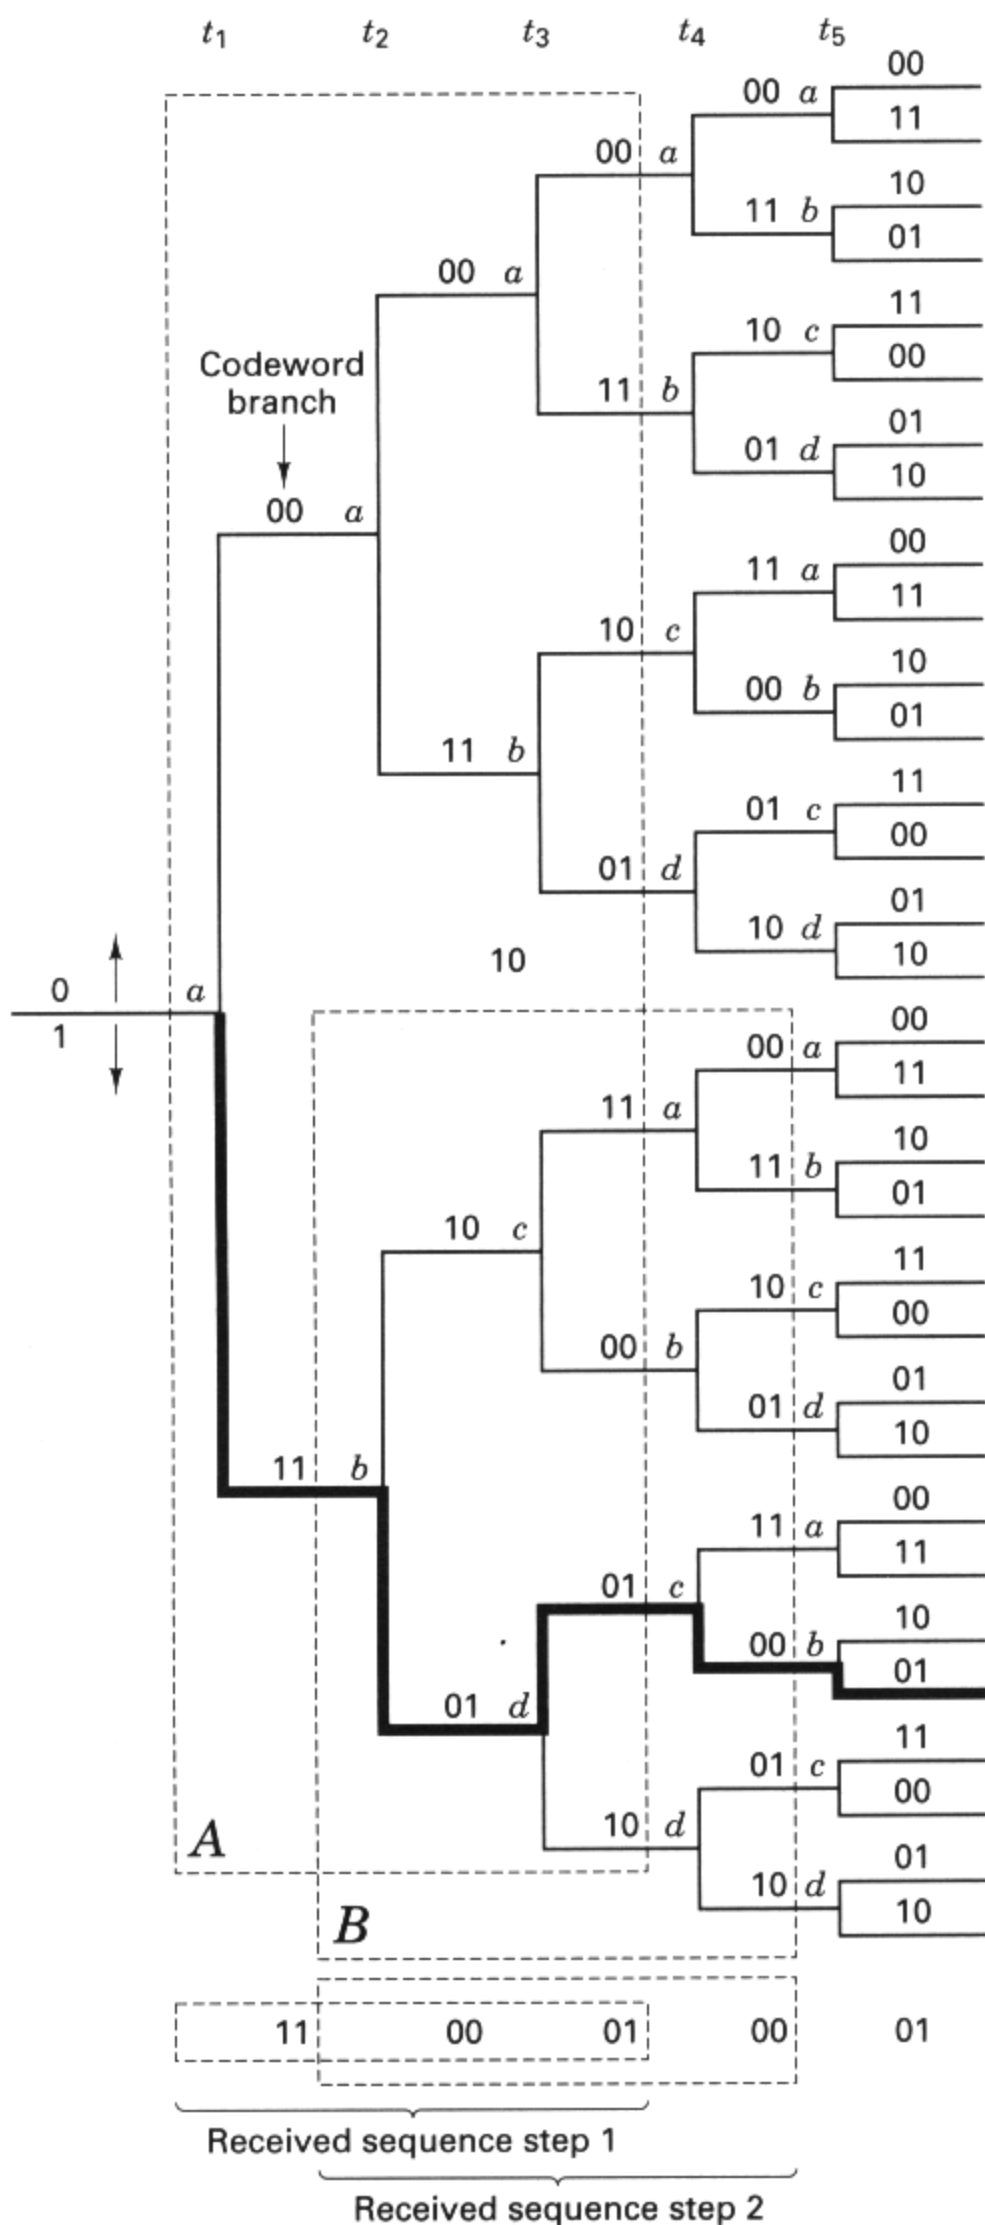 t1 t2 t3 t4 t5
00
00 a
11
00 a
10
11 b
01
00 a
11
Codeword
branch
10 c
00
11 b
01
01 d
10
00 a
00
11 a
11
10 c
10
00 b
01
11 b
11
01 c
00
01 d
01
10 d
10
10
0 a
1
00
00 a
11
11 a
10
11 b
01
10 c
11
10 c
00
00 b
01
01 d
10
11 b
00
11 a
11
01 c
10
00 b
01
01 d
11
01 c
00
10 d
A
01
10 d
10
B
11 00 01 00 01
Received sequence step 1
Received sequence step 2